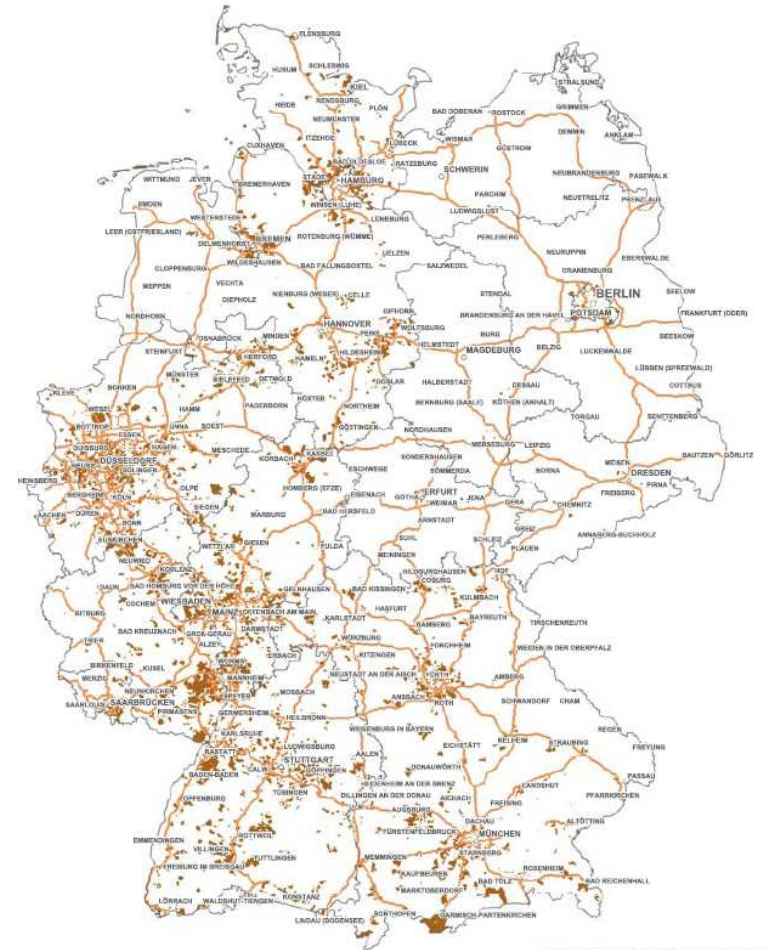 FLENSBURG
SCHLESWIG
HUSUM
KIEL
STRALSUND
RENDSBURG
HEIDE
PLÖN
GRIMMEN
BAD DOBERAN
ROSTOCK
NEUMÜNSTER
DEMMIN
ANKLAM
ITZEHOE
LÜBECK
WISMAR
GÜSTROW
CUXHAVEN
BAD OLDESLOE
RATZEBURG
SCHWERIN
NEUBRANDENBURG
PASEWALK
WITTMUND
JEVER
STADE
HAMBURG
BREMERHAVEN
PARCHIM
NEUSTRELITZ
PRENZLAU
EMDEN
WINSEN (LUHE)
LUDWIGSLUST
WESTERSTEDE
LÜNEBURG
LEER (OSTFRIESLAND)
DELMENHORST
BREMEN
ROTENBURG (WÜMME)
PERLEBERG
UELZEN
NEURUPPIN
EBERSWALDE
WILDESHAUSEN
CLOPPENBURG
BAD FALLINGBOSTEL
SALZWEDEL
ORANIENBURG
MEPPEN
VECHTA
DIEPHOLZ
NIENBURG (WESER)
CELLE
STENDAL
BERLIN
SEELOW
NORDHORN
GIFHORN
BRANDENBURG AN DER HAVEL
POTSDAM
FRANKFURT (ODER)
HANNOVER
PEINE
WOLFSBURG
OSNABRÜCK
MINDEN
BURG
BEESKOW
STEINFURT
HERFORD
HAMELN
HILDESHEIM
HELMSTEDT
MAGDEBURG
BELZIG
LUCKENWALDE
LÜBBEN (SPREEWALD)
MÜNSTER
BIELEFELD
DETMOLD
GOSLAR
HALBERSTADT
DESSAU
COTTBUS
KLEVE
BORKEN
HÖXTER
BERNBURG (SAALE)
KÖTHEN (ANHALT)
WESEL
HAMM
PADERBORN
NORTHEIM
TORGAU
SENFTENBERG
BOTTROP
UNNA
SOEST
GÖTTINGEN
NORDHAUSEN
ESSEN
DUISBURG
HAGEN
MESCHEDE
KASSEL
MERSEBURG
LEIPZIG
BAUTZEN
GÖRLITZ
DÜSSELDORF
NEUSS
SOLINGEN
KORBACH
ESCHWEGE
SONDERSHAUSEN
SÖMMERDA
BORNA
MEIßEN
DRESDEN
HEINSBERG
BERGHEIM
KÖLN
OLPE
HOMBERG (EFZE)
EISENACH
GOTHA
ERFURT
WEIMAR
JENA
GERA
PIRNA
FREIBERG
AACHEN
DÜREN
SIEGEN
MARBURG
BAD HERSFELD
ARNSTADT
CHEMNITZ
BONN
GREIZ
ANNABERG-BUCHHOLZ
EUSKIRCHEN
WETZLAR
GIEßEN
FULDA
SUHL
MEININGEN
SCHLEIZ
PLAUEN
NEUWIED
KOBLENZ
HILDBURGHAUSEN
COBURG
HOF
DAUN
BAD HOMBURG VOR DER HÖHE
GELNHAUSEN
BAD KISSINGEN
COCHEM
WIESBADEN
KULMBACH
BITBURG
MAINZ
OFFENBACH AM MAIN
KARLSTADT
HAßFURT
BAMBERG
BAYREUTH
TIRSCHENREUTH
BAD KREUZNACH
GROß-GERAU
DARMSTADT
TRIER
ALZEY
WÜRZBURG
FORCHHEIM
WEIDEN IN DER OBERPFALZ
ERBACH
KITZINGEN
BIRKENFELD
KUSEL
WORMS
MERZIG
MANNHEIM
NEUSTADT AN DER AISCH
FÜRTH
AMBERG
NEUNKIRCHEN
SPEYER
MOSBACH
ANSBACH
ROTH
SCHWANDORF
CHAM
SAARLOUIS
SAARBRÜCKEN
PIRMASENS
GERMERSHEIM
HEILBRONN
WEIßENBURG IN BAYERN
REGEN
KARLSRUHE
EICHSTÄTT
KELHEIM
STRAUBING
FREYUNG
RASTATT
LUDWIGSBURG
AALEN
STUTTGART
DONAUWÖRTH
BADEN-BADEN
CALW
GÖPPINGEN
HEIDENHEIM AN DER BRENZ
PASSAU
TÜBINGEN
DILLINGEN AN DER DONAU
AICHACH
FREISING
LANDSHUT
PFARRKIRCHEN
OFFENBURG
AUGSBURG
DACHAU
ALTÖTTING
EMMENDINGEN
ROTTWEIL
FÜRSTENFELDBRUCK
MÜNCHEN
VILLINGEN
TUTTLINGEN
MEMMINGEN
STARNBERG
FREIBURG IM BREISGAU
KAUFBEUREN
ROSENHEIM
BAD TÖLZ
BAD REICHENHALL
MARKTOBERDORF
LÖRRACH
WALDSHUT-TIENGEN
KONSTANZ
LINDAU (BODENSEE)
SONTHOFEN
GARMISCH-PARTENKIRCHEN